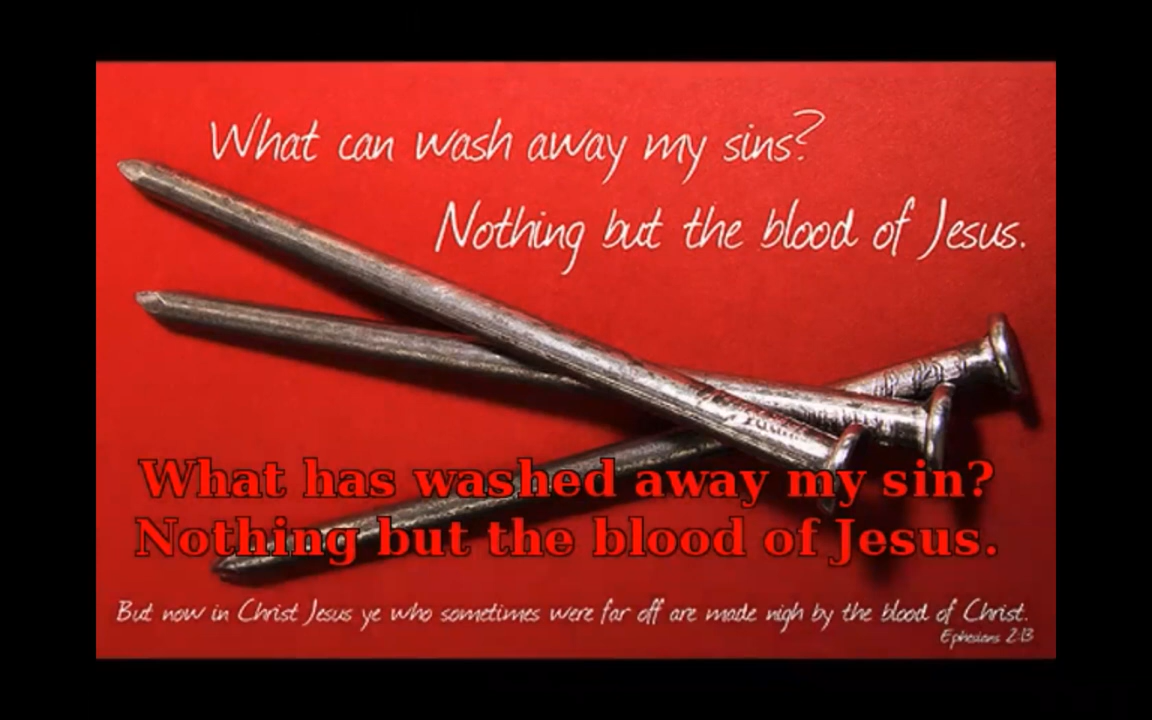 What can wash away my sins?
Nothing but the blood of Jesus.
What has washed away my sin?
Nothing but the blood of Jesus.
But now in Christ Jesus ye who sometimes were far off are made nigh by the blood of Christ.
Ephesians 2:13